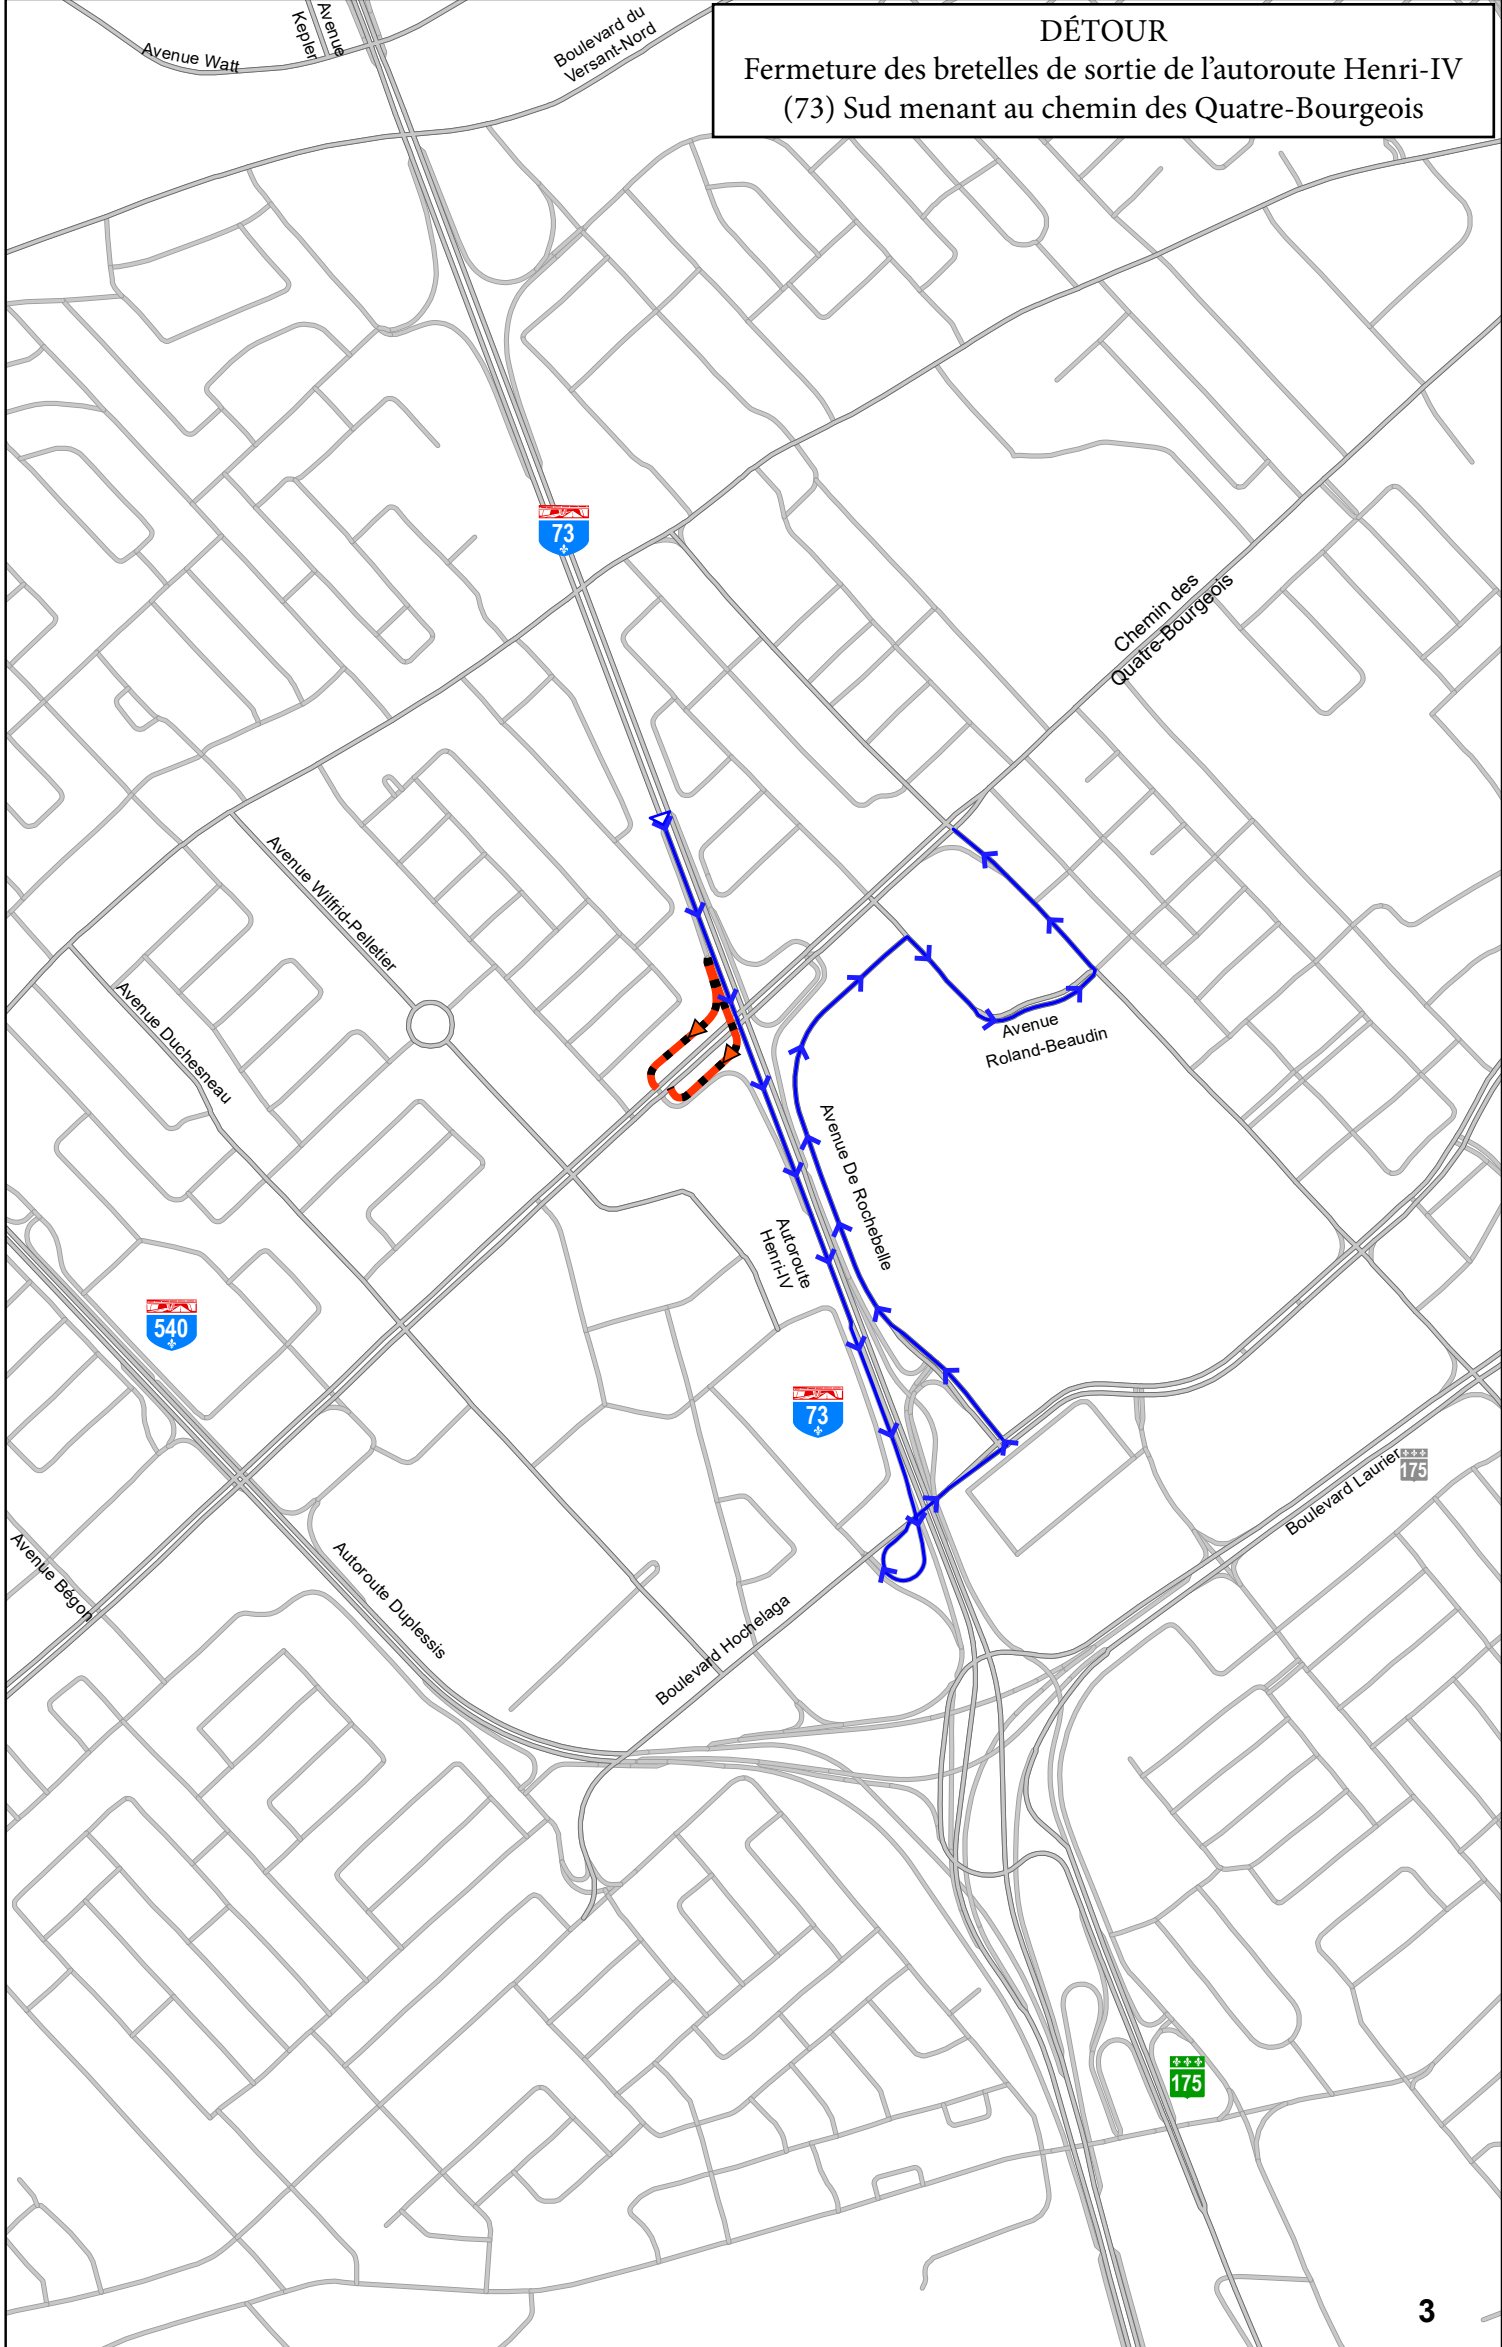 DÉTOUR
Fermeture des bretelles de sortie de l'autoroute Henri-IV
(73) Sud menant au chemin des Quatre-Bourgeois
Avenue Watt
Avenue
Kepler
Boulevard du
Versant-Nord
73
Chemin des
Quatre-Bourgeois
Avenue Wilfrid-Pelletier
Avenue Duchesneau
Avenue
Roland-Beaudin
Avenue De Rochebelle
Autoroute
Henri-IV
540
73
175
Boulevard Laurier
Avenue Bégon
Autoroute Duplessis
Boulevard Hochelaga
175
3